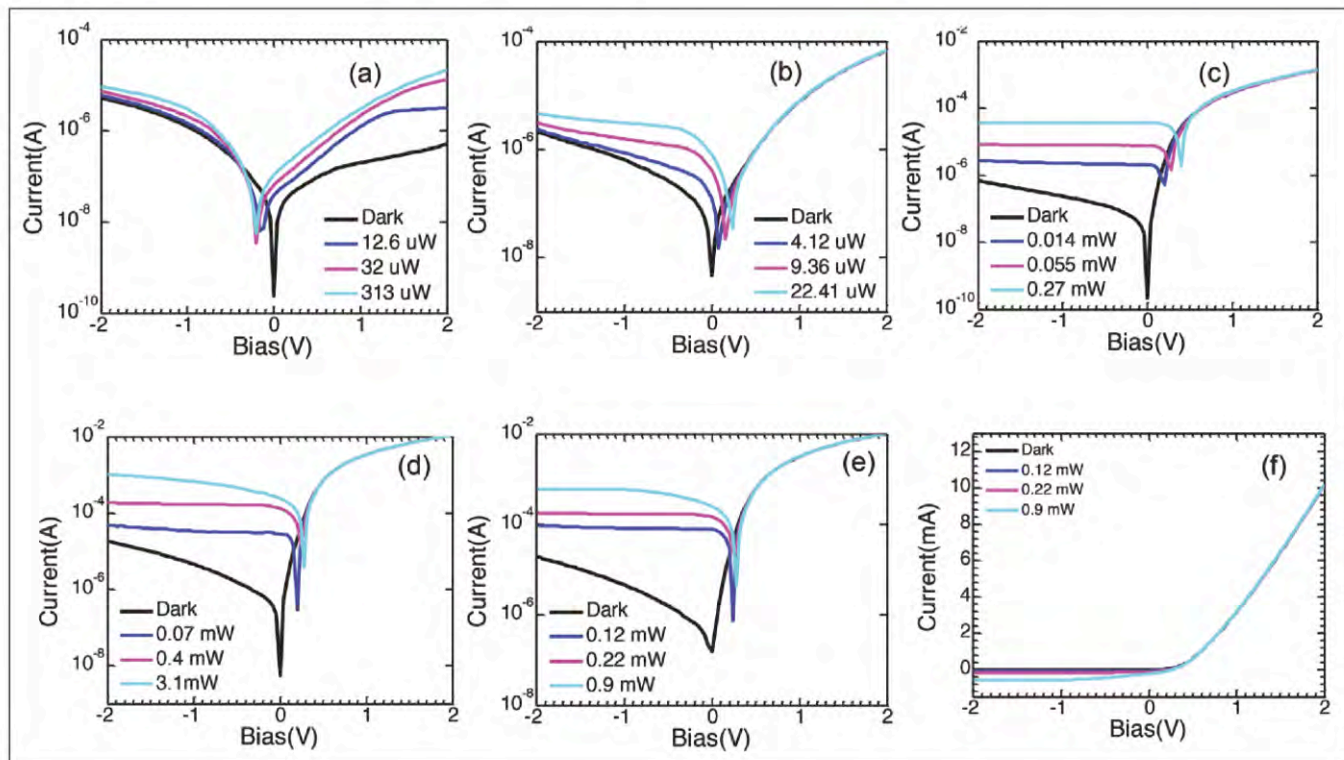 (a)
Current(A)
10^-4
10^-6
10^-8
10^-10
Dark
12.6 uW
32 uW
313 uW
-2 -1 0 1 2
Bias(V)
(b)
Current(A)
10^-4
10^-6
10^-8
Dark
4.12 uW
9.36 uW
22.41 uW
-2 -1 0 1 2
Bias(V)
(c)
Current(A)
10^-2
10^-4
10^-6
10^-8
10^-10
Dark
0.014 mW
0.055 mW
0.27 mW
-2 -1 0 1 2
Bias(V)
(d)
Current(A)
10^-2
10^-4
10^-6
10^-8
Dark
0.07 mW
0.4 mW
3.1mW
-2 -1 0 1 2
Bias(V)
(e)
Current(A)
10^-2
10^-4
10^-6
10^-8
Dark
0.12 mW
0.22 mW
0.9 mW
-2 -1 0 1 2
Bias(V)
(f)
Current(mA)
12
10
8
6
4
2
0
Dark
0.12 mW
0.22 mW
0.9 mW
-2 -1 0 1 2
Bias(V)